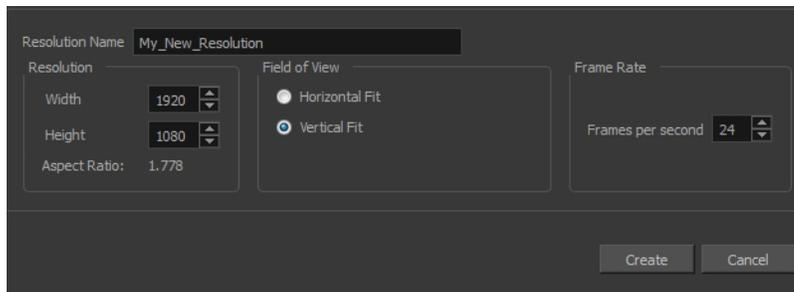 Resolution Name My_New_Resolution
Resolution
Width 1920
Height 1080
Aspect Ratio: 1.778
Field of View
Horizontal Fit
Vertical Fit
Frame Rate
Frames per second 24
Create Cancel